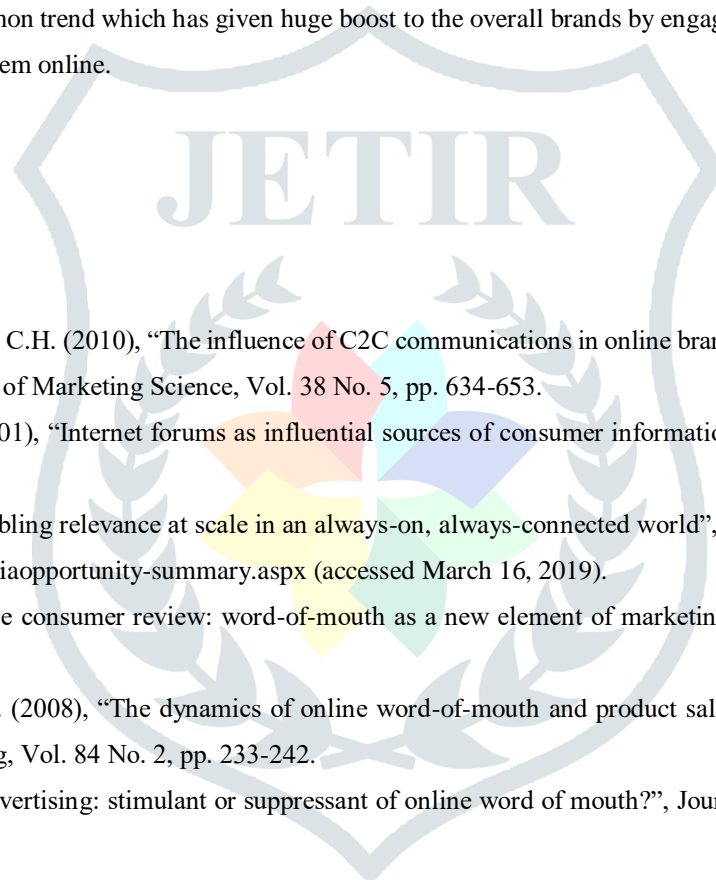 non trend which has given huge boost to the overall brands by engag
em online.
JETIR
C.H. (2010), “The influence of C2C communications in online bran
of Marketing Science, Vol. 38 No. 5, pp. 634-653.
01), “Internet forums as influential sources of consumer informatio
bling relevance at scale in an always-on, always-connected world”,
iaopportunity-summary.aspx (accessed March 16, 2019).
e consumer review: word-of-mouth as a new element of marketin
. (2008), “The dynamics of online word-of-mouth and product sal
g, Vol. 84 No. 2, pp. 233-242.
vertising: stimulant or suppressant of online word of mouth?”, Jour